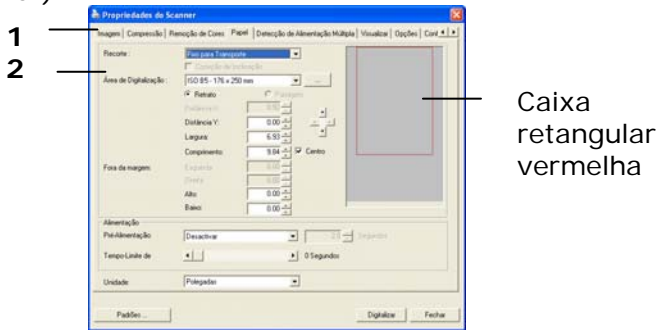 Propriedades do Scanner
Imagem Compressão Remoção de Cores Papel Detecção de Alimentação Múltipla Visualizar Opções Conf
1
2
Recorte : Fixo para Transporte
Correção de Inclinação
Área de Digitalização : ISO B5 - 176 x 250 mm ...
Retrato Paisagem
Distância X: 0.90
Distância Y: 0.00
Largura: 6.93
Comprimento: 9.84 Centro
Fora da margem: Esquerda: 0.00
Direita: 0.00
Alto: 0.00
Baixo: 0.00
Caixa
retangular
vermelha
Alimentação
Pré-Alimentação Desactivar Segundos
Tempo-Limite de 0 Segundos
Unidade: Polegadas
Padrões ... Digitalizar Fechar